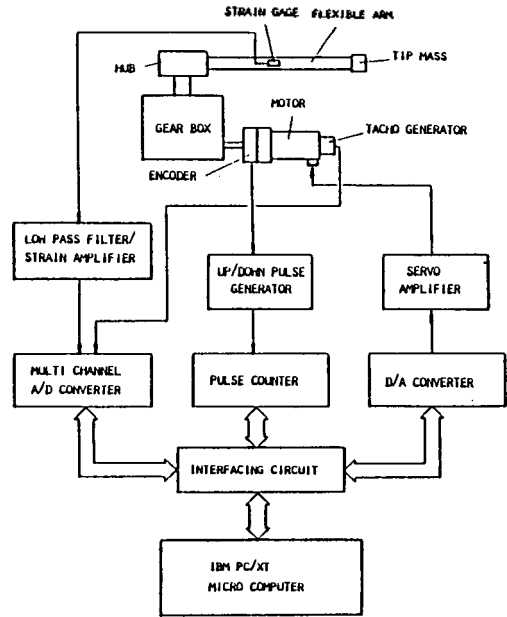 STRAIN GAGE FLEXIBLE ARM
TIP MASS
HUB
MOTOR
GEAR BOX
TACHO GENERATOR
ENCODER
LOW PASS FILTER/
STRAIN AMPLIFIER
UP/DOWN PULSE
GENERATOR
SERVO
AMPLIFIER
MULTI CHANNEL
A/D CONVERTER
PULSE COUNTER
D/A CONVERTER
INTERFACING CIRCUIT
IBM PC/XT
MICRO COMPUTER